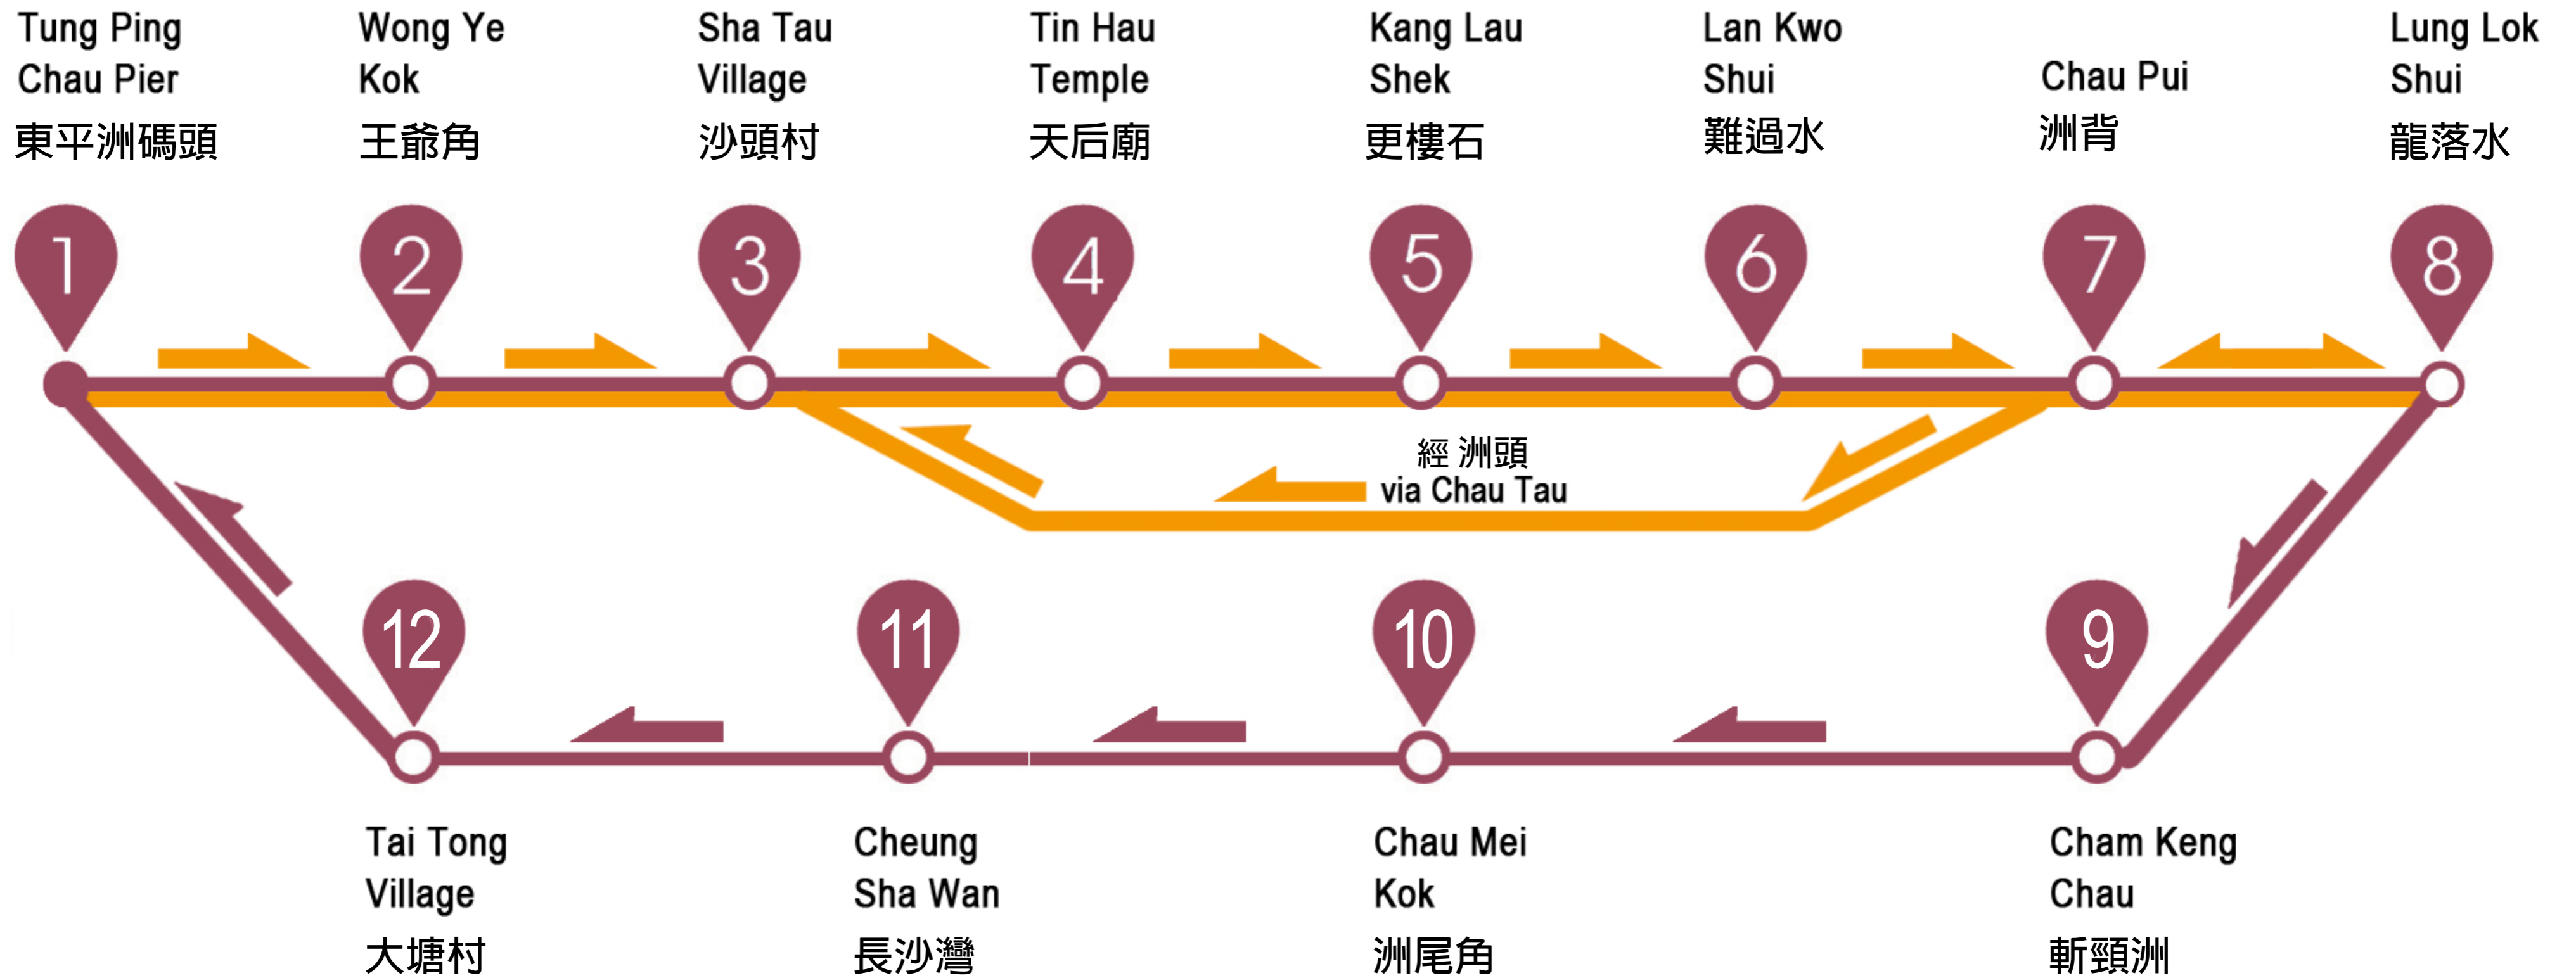 Tung Ping
Chau Pier
東平洲碼頭
Wong Ye
Kok
王爺角
Sha Tau
Village
沙頭村
Tin Hau
Temple
天后廟
Kang Lau
Shek
更樓石
Lan Kwo
Shui
難過水
Chau Pui
洲背
Lung Lok
Shui
龍落水
1
2
3
4
5
6
7
8
經 洲頭
via Chau Tau
12
11
10
9
Tai Tong
Village
大塘村
Cheung
Sha Wan
長沙灣
Chau Mei
Kok
洲尾角
Cham Keng
Chau
斬頸洲